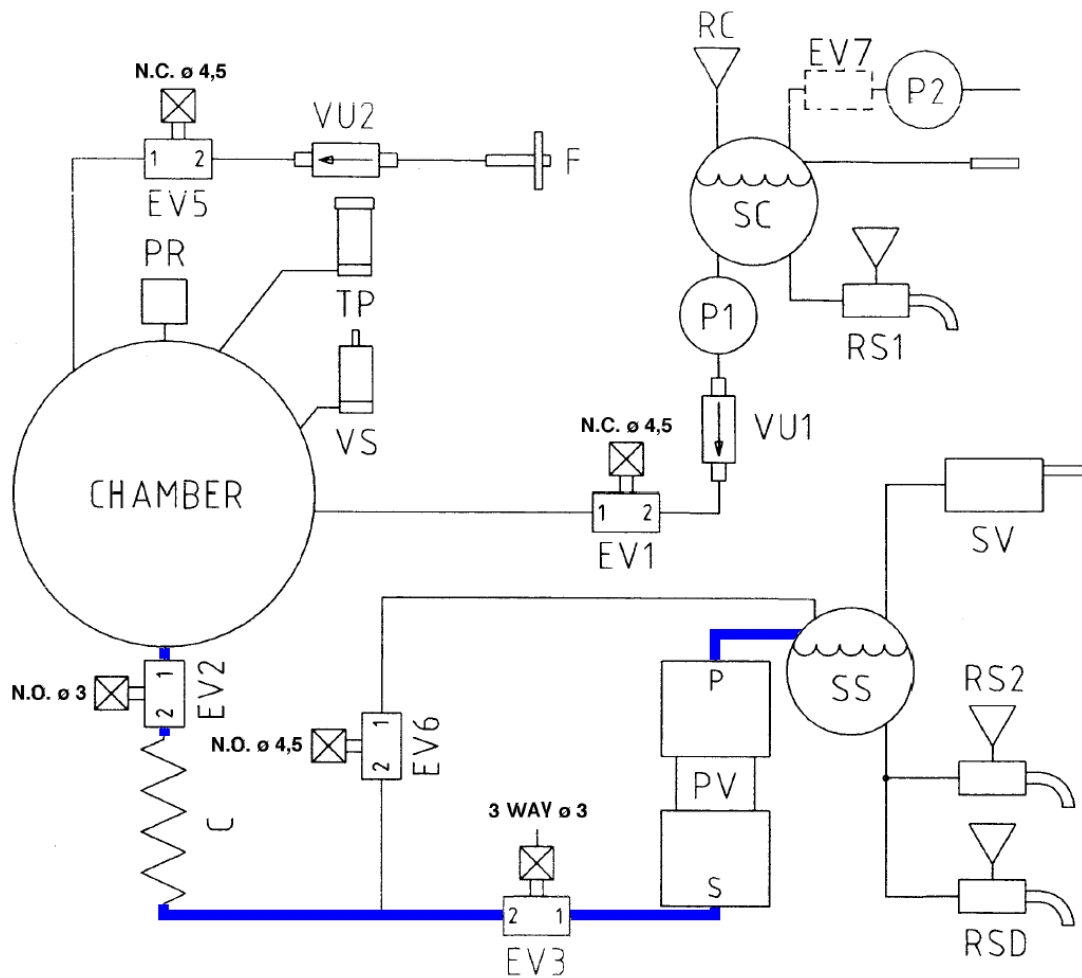 RC
EV7
P2
N.C. ø 4,5
VU2
1 2
EV5
F
SC
PR
TP
P1
RS1
VS
N.C. ø 4,5
VU1
CHAMBER
1 2
EV1
SV
P
SS
RS2
1
2
EV2
N.O. ø 3
1
2
EV6
N.O. ø 4,5
PV
C
3 WAY ø 3
S
2 1
EV3
RSD